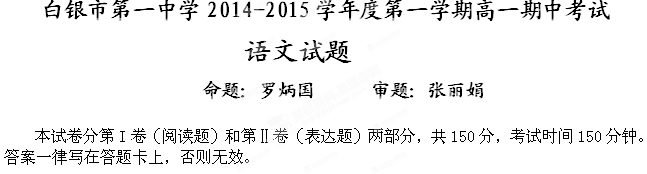 白银市第一中学 2014-2015 学年度第一学期高一期中考试
语文试题
命题：罗炳国 审题：张丽娟
本试卷分第Ⅰ卷（阅读题）和第Ⅱ卷（表达题）两部分，共 150 分，考试时间 150 分钟。
答案一律写在答题卡上，否则无效。